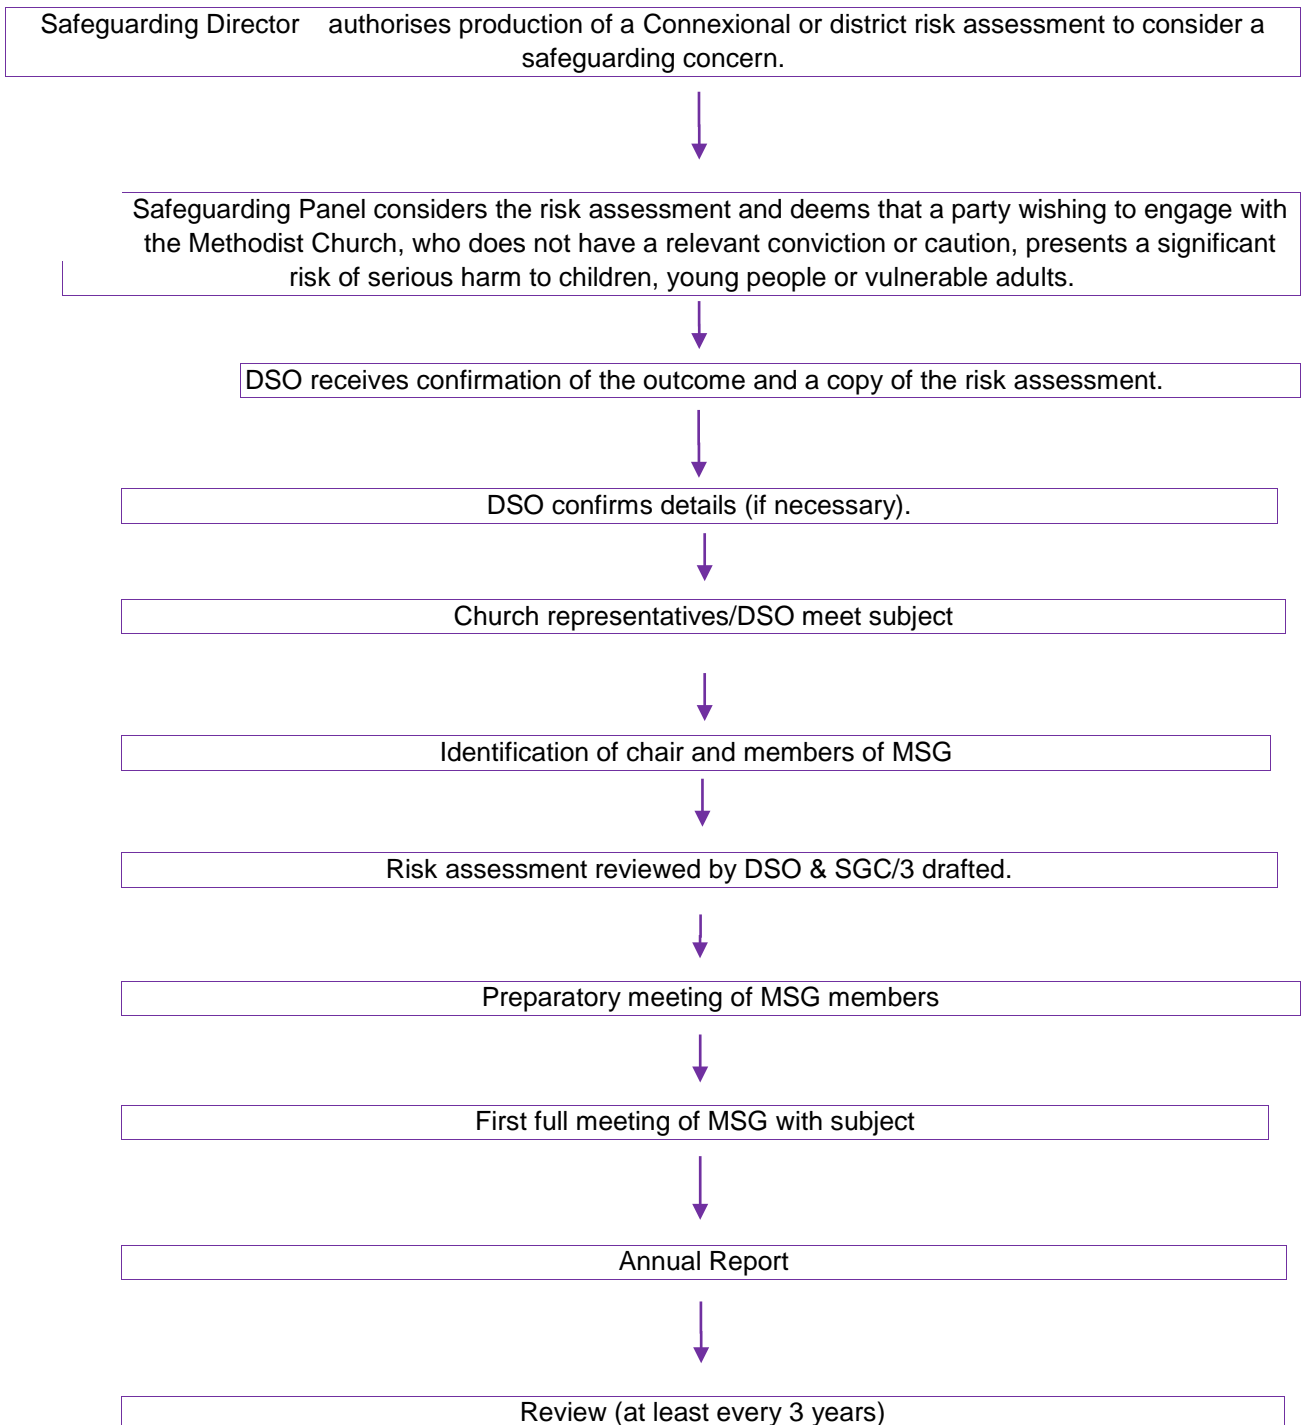 Safeguarding Director authorises production of a Connexional or district risk assessment to consider a
safeguarding concern.
Safeguarding Panel considers the risk assessment and deems that a party wishing to engage with
the Methodist Church, who does not have a relevant conviction or caution, presents a significant
risk of serious harm to children, young people or vulnerable adults.
DSO receives confirmation of the outcome and a copy of the risk assessment.
DSO confirms details (if necessary).
Church representatives/DSO meet subject
Identification of chair and members of MSG
Risk assessment reviewed by DSO & SGC/3 drafted.
Preparatory meeting of MSG members
First full meeting of MSG with subject
Annual Report
Review (at least every 3 years)